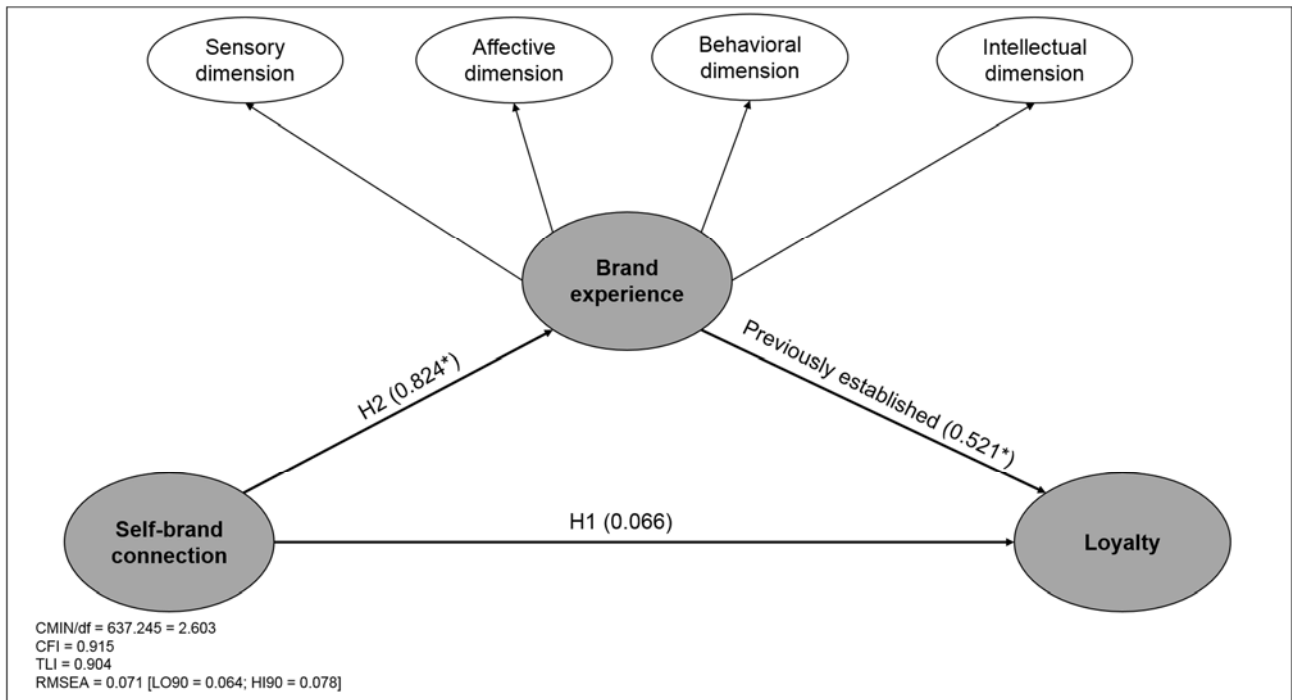 Sensory
dimension
Affective
dimension
Behavioral
dimension
Intellectual
dimension
Brand
experience
H2 (0.824*)
Previously established (0.521*)
Self-brand
connection
H1 (0.066)
Loyalty
CMIN/df = 637.245 = 2.603
CFI = 0.915
TLI = 0.904
RMSEA = 0.071 [LO90 = 0.064; HI90 = 0.078]